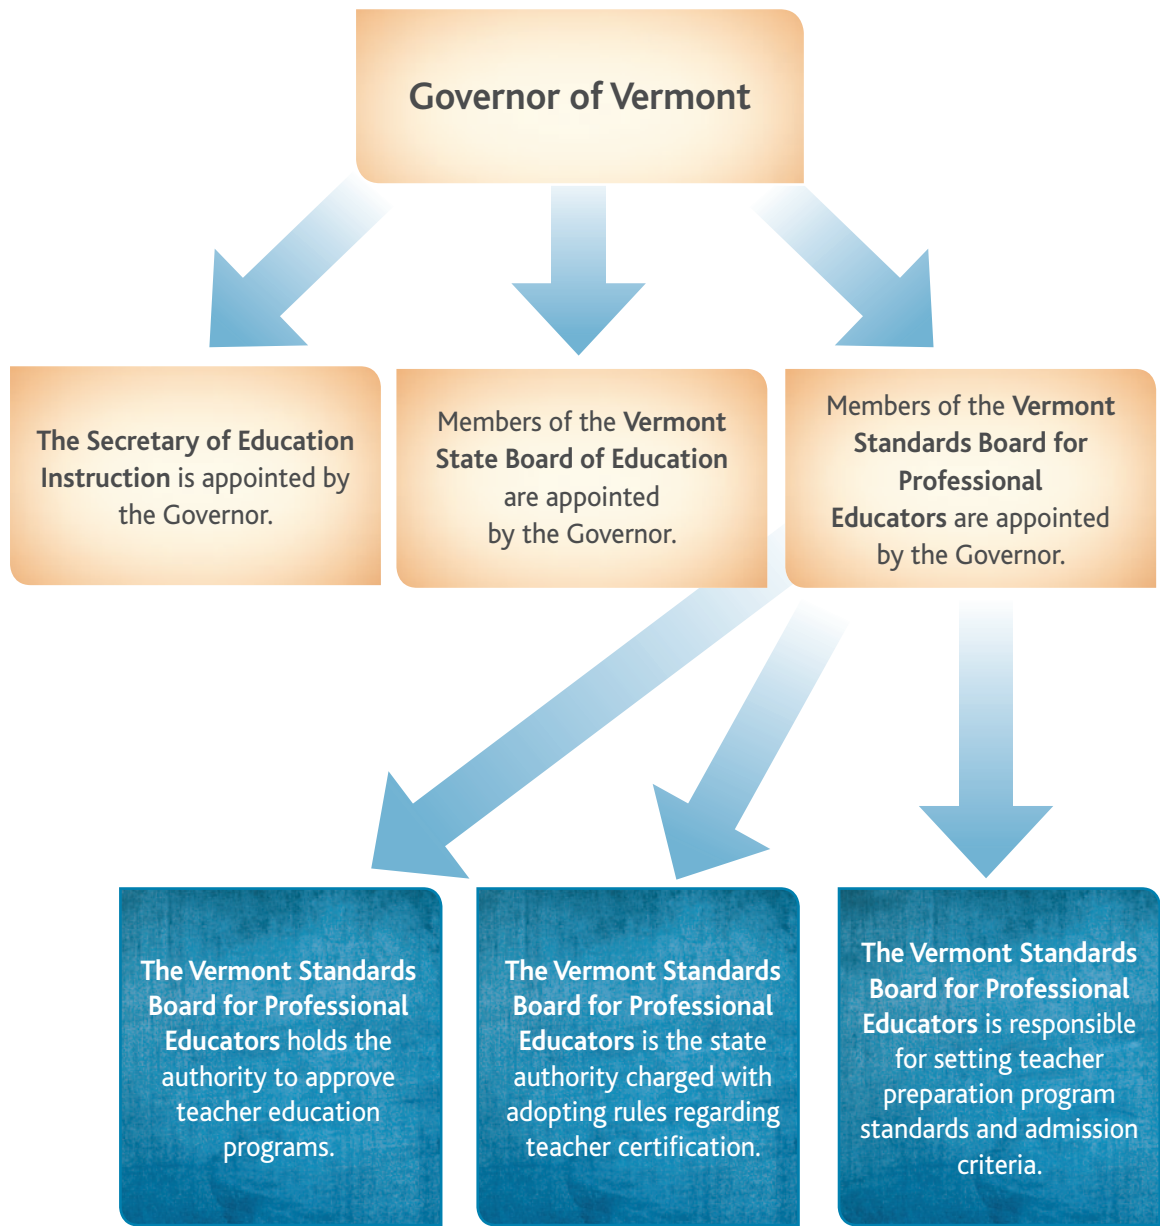 Governor of Vermont
The Secretary of Education
Instruction is appointed by
the Governor.
Members of the Vermont
State Board of Education
are appointed
by the Governor.
Members of the Vermont
Standards Board for
Professional
Educators are appointed
by the Governor.
The Vermont Standards
Board for Professional
Educators holds the
authority to approve
teacher education
programs.
The Vermont Standards
Board for Professional
Educators is the state
authority charged with
adopting rules regarding
teacher certification.
The Vermont Standards
Board for Professional
Educators is responsible
for setting teacher
preparation program
standards and admission
criteria.